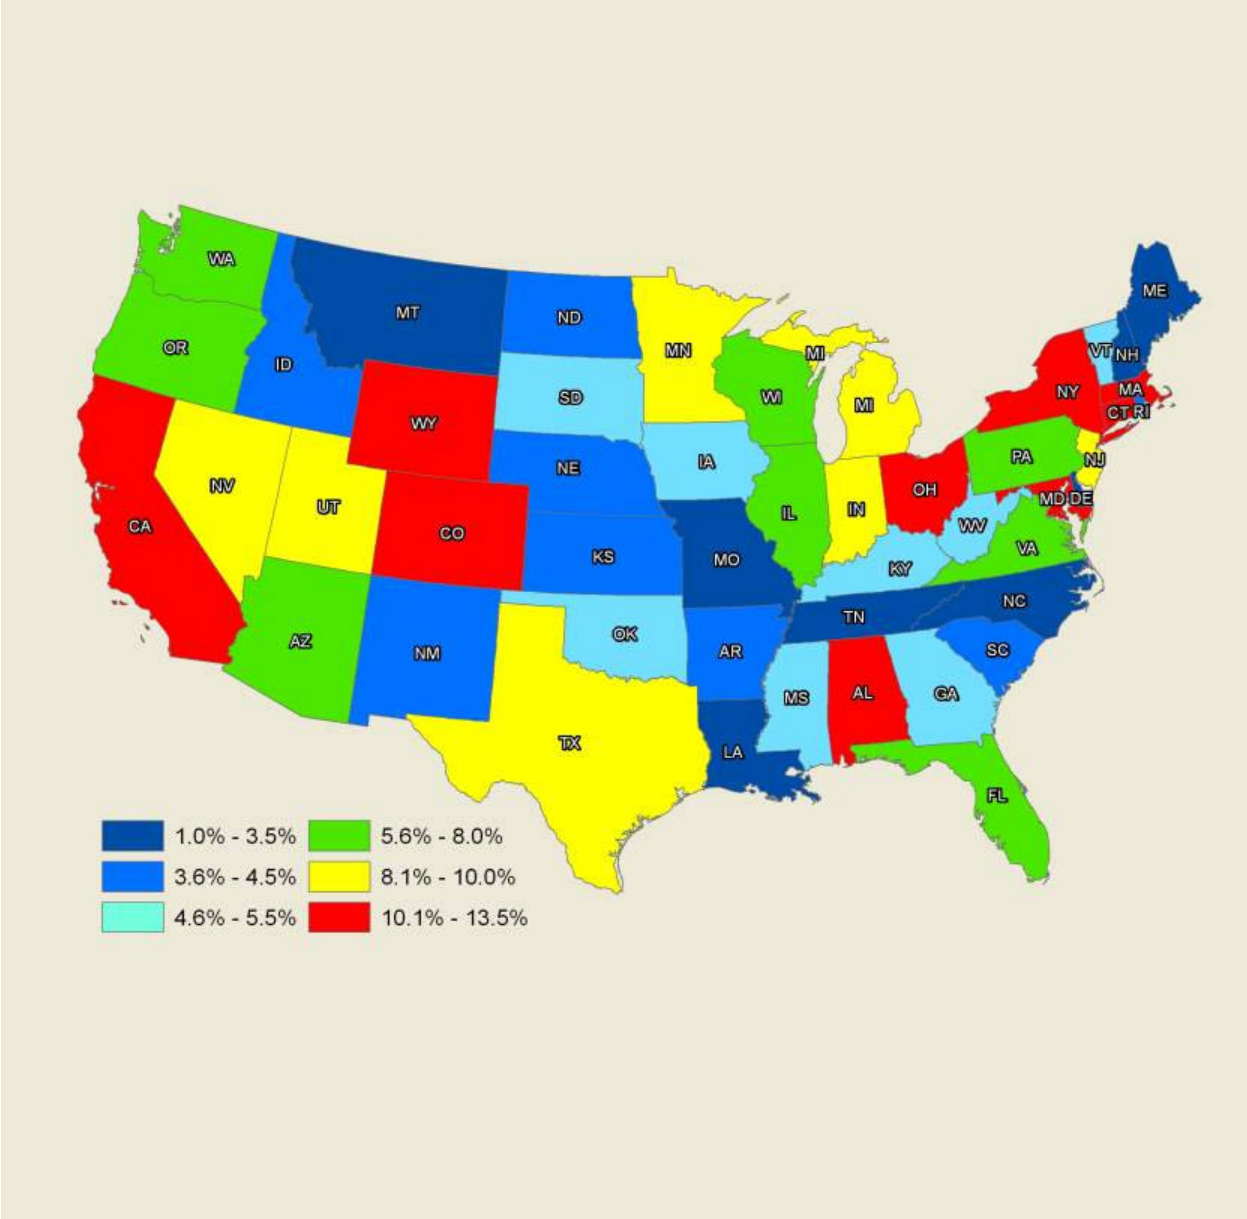 WA
MT
ND
MN
ME
OR
ID
SD
WI
MI
MI
VT
NH
WY
NY
MA
CT
RI
NV
UT
NE
IA
PA
NJ
CA
CO
KS
IL
IN
OH
MD
DE
WV
VA
MO
KY
AZ
NM
OK
AR
TN
NC
SC
TX
LA
MS
AL
GA
FL
1.0% - 3.5% 5.6% - 8.0%
3.6% - 4.5% 8.1% - 10.0%
4.6% - 5.5% 10.1% - 13.5%